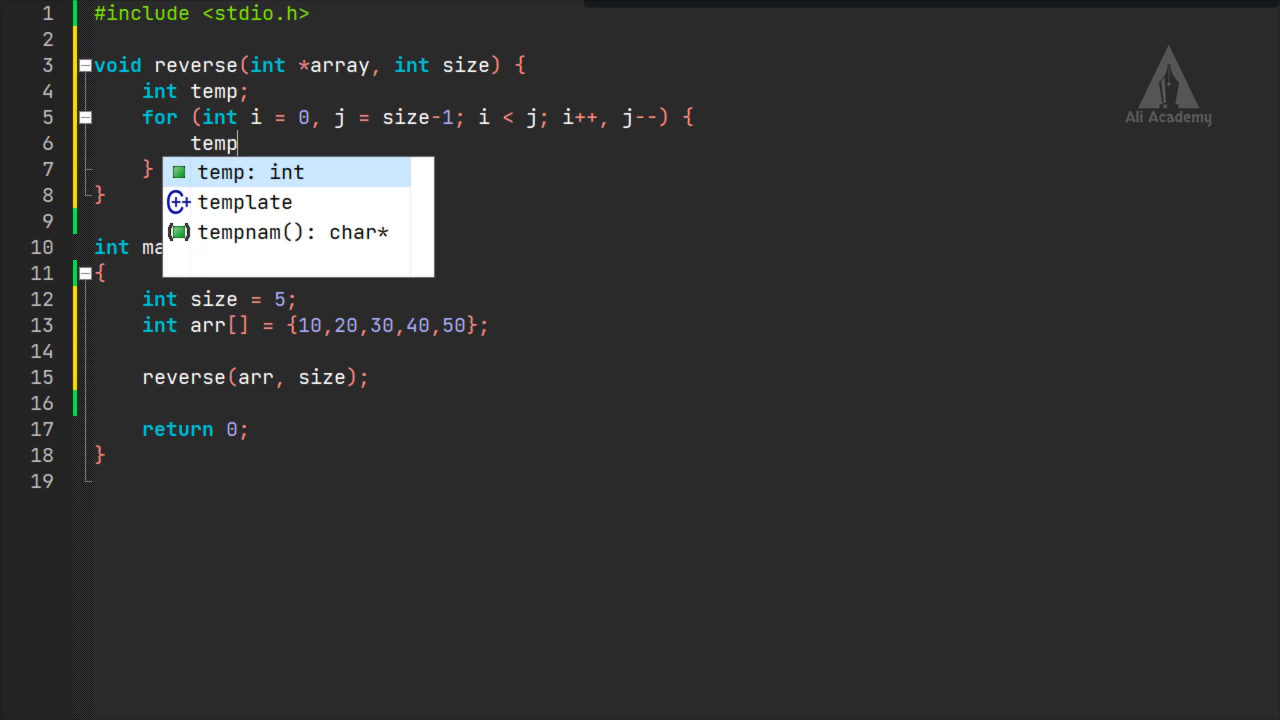 1 #include <stdio.h>
2
3 void reverse(int *array, int size) {
4 int temp;
5 for (int i = 0, j = size-1; i < j; i++, j--) {
6 temp
7 }
8 }
9
10 int ma
11 {
12 int size = 5;
13 int arr[] = {10,20,30,40,50};
14
15 reverse(arr, size);
16
17 return 0;
18 }
19
temp: int
C++ template
tempnam(): char*
Ali Academy